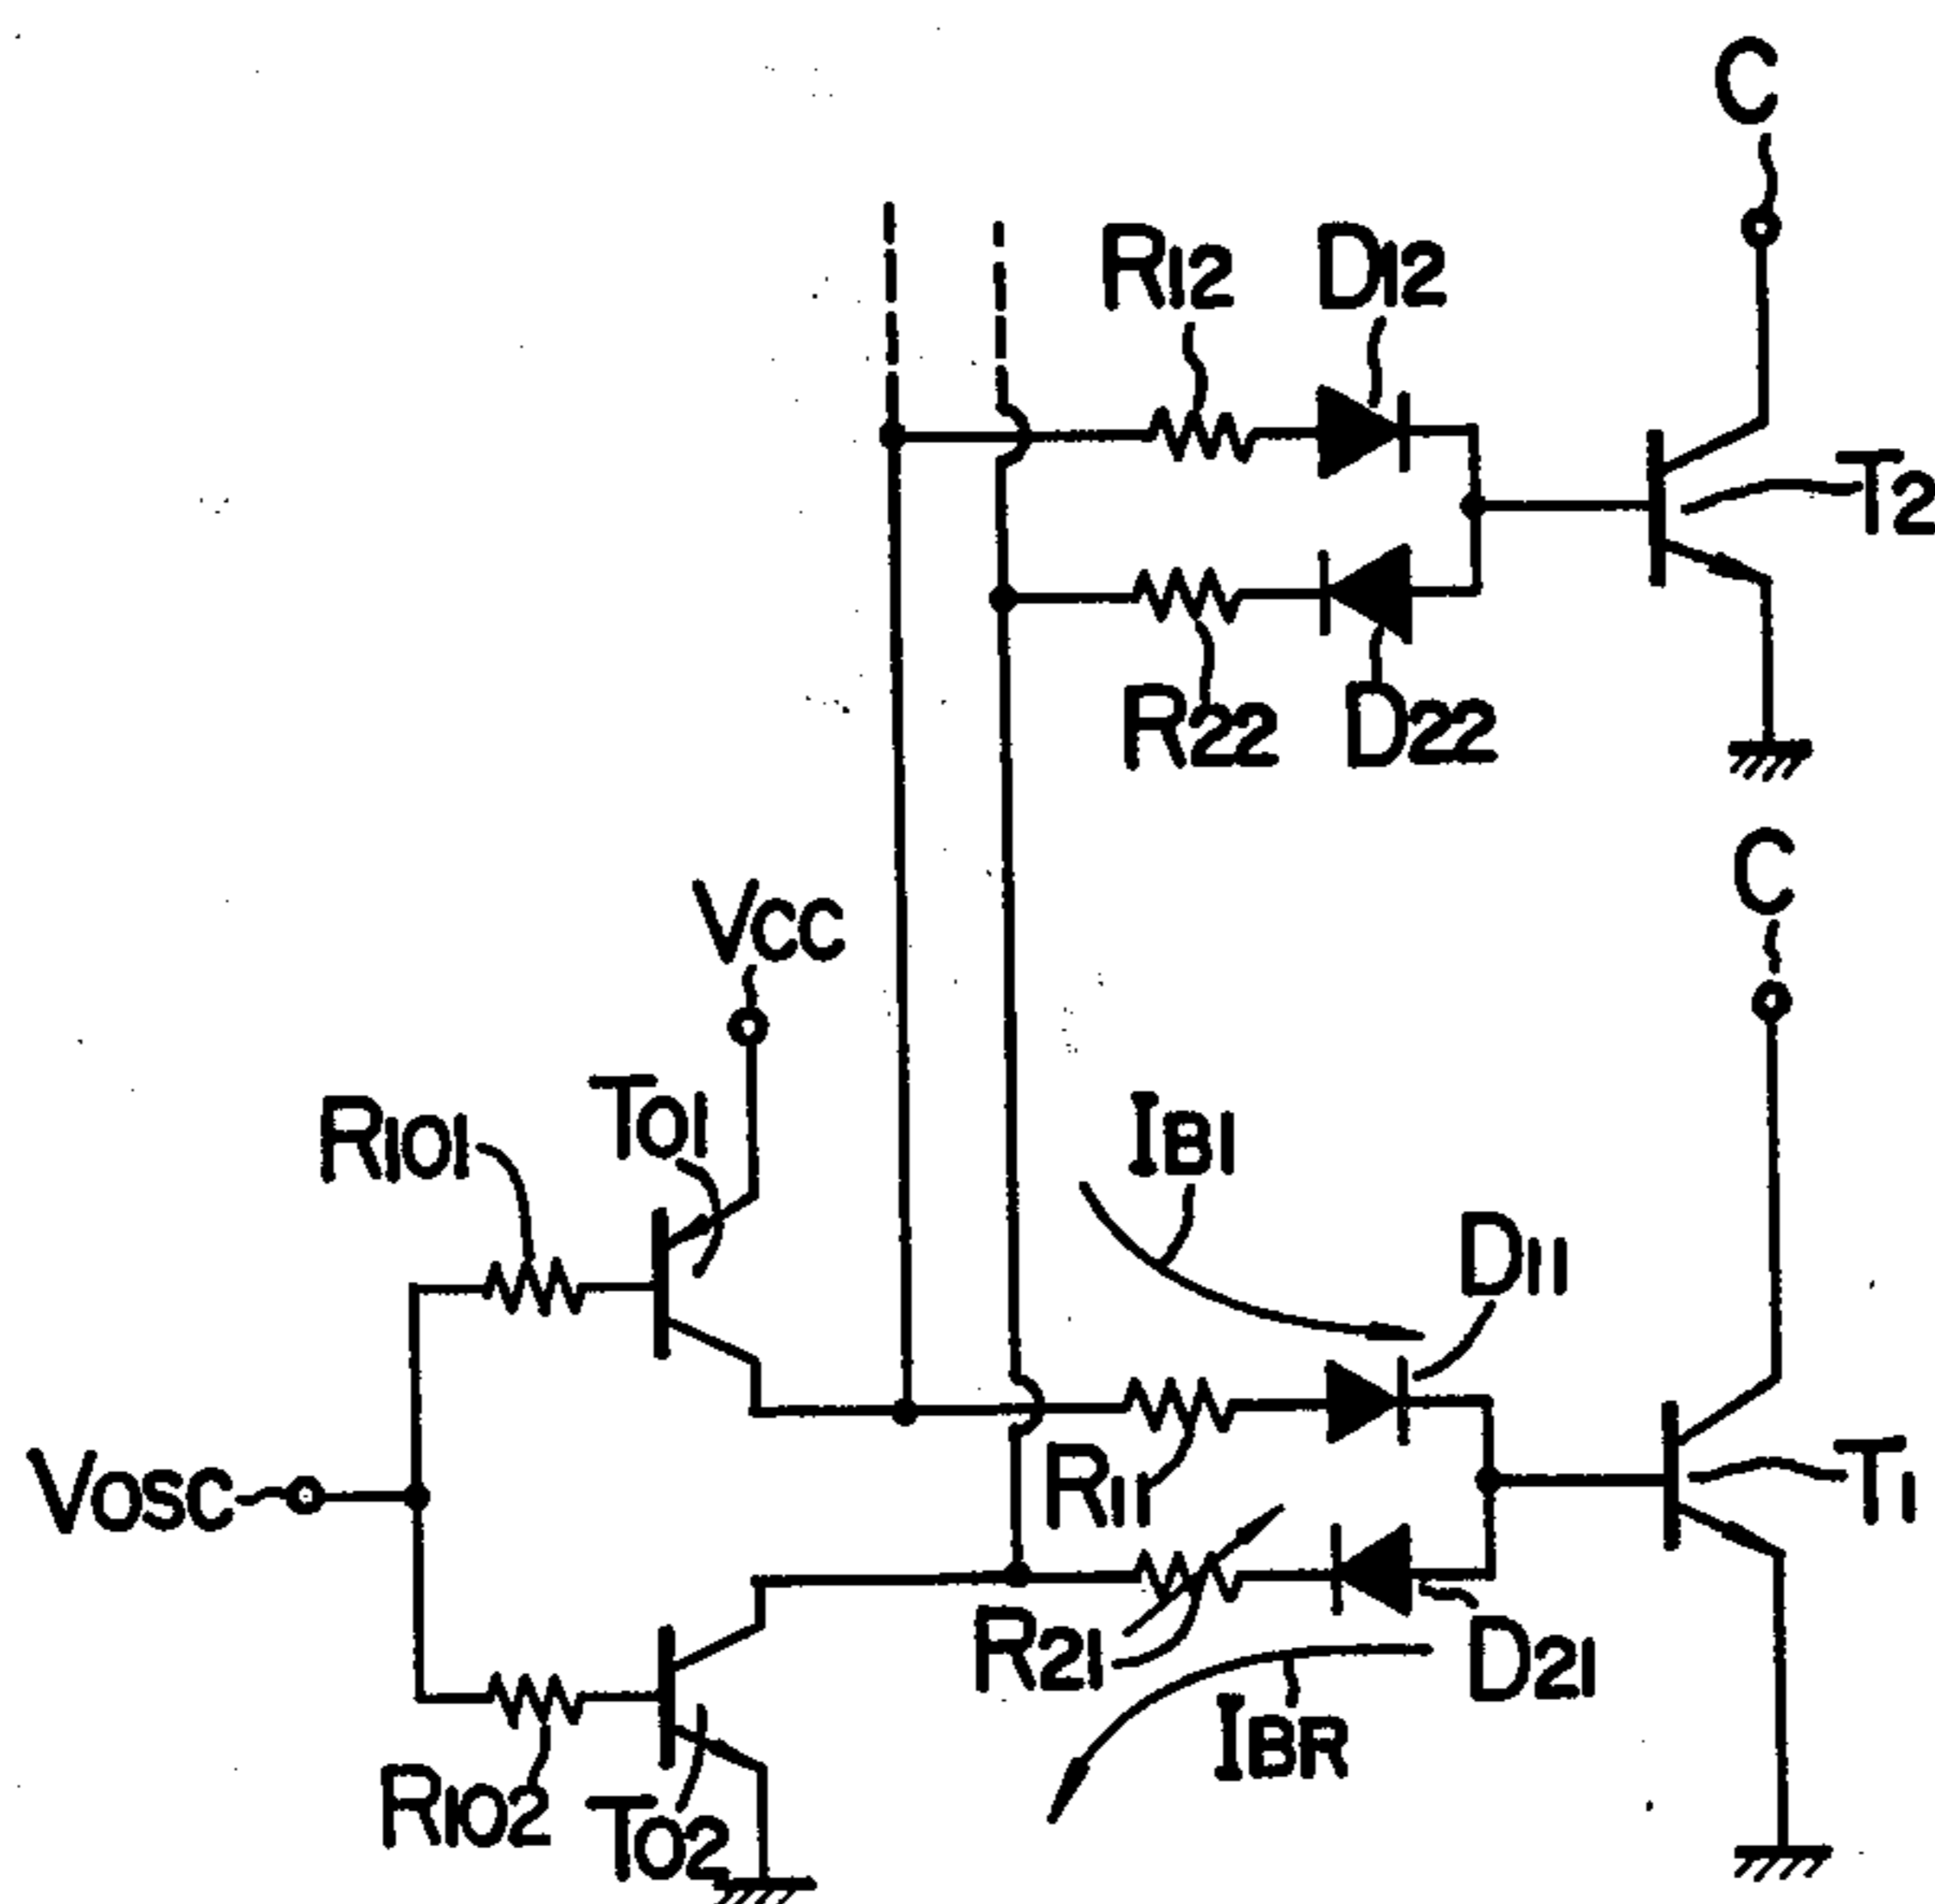 C
R12
D12
T2
R22
D22
C
VCC
R101
T01
IB1
D11
VOSC
R11
T1
R21
D21
IBR
R102
T02